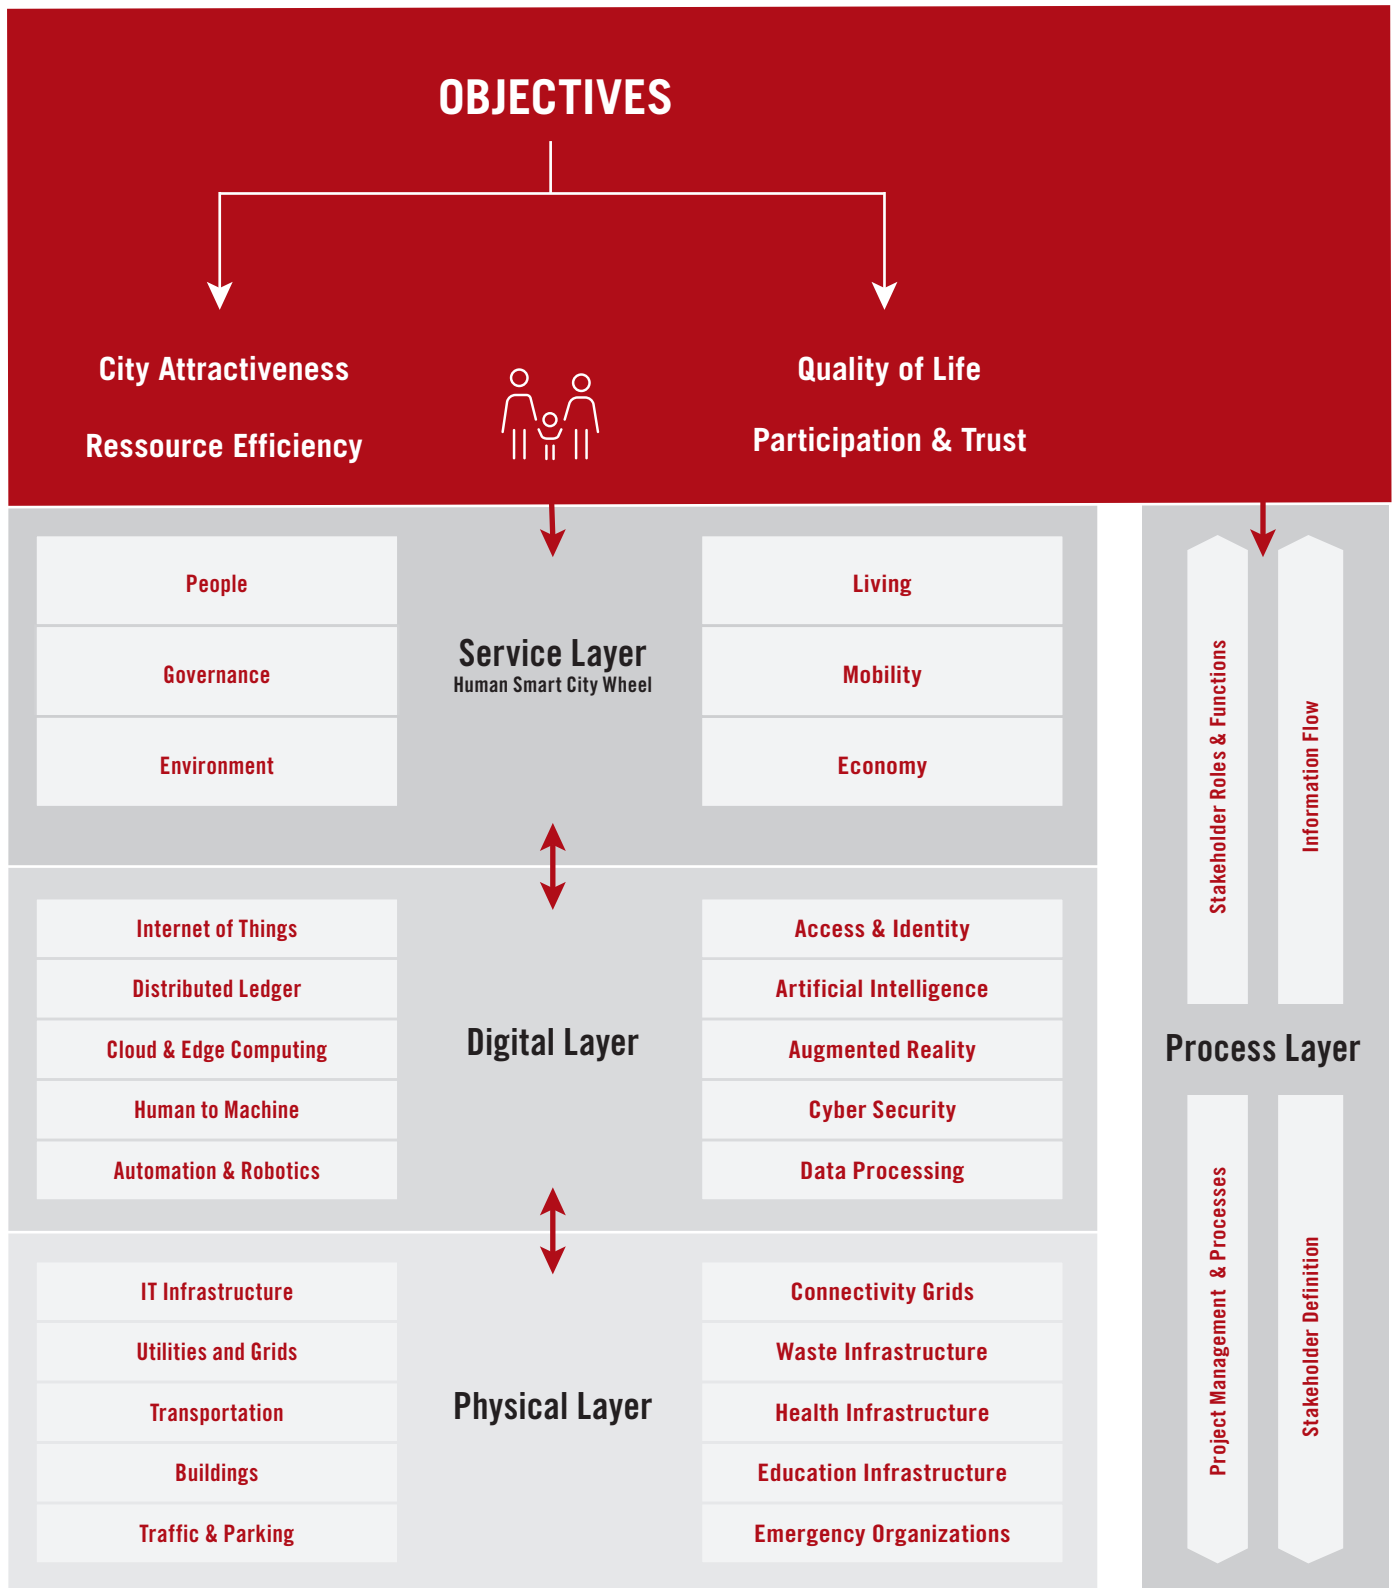 OBJECTIVES
City Attractiveness
Ressource Efficiency
Quality of Life
Participation & Trust
People
Governance
Environment
Service Layer
Human Smart City Wheel
Living
Mobility
Economy
Internet of Things
Distributed Ledger
Cloud & Edge Computing
Human to Machine
Automation & Robotics
Digital Layer
Access & Identity
Artificial Intelligence
Augmented Reality
Cyber Security
Data Processing
IT Infrastructure
Utilities and Grids
Transportation
Buildings
Traffic & Parking
Physical Layer
Connectivity Grids
Waste Infrastructure
Health Infrastructure
Education Infrastructure
Emergency Organizations
Stakeholder Roles & Functions
Information Flow
Process Layer
Project Management & Processes
Stakeholder Definition